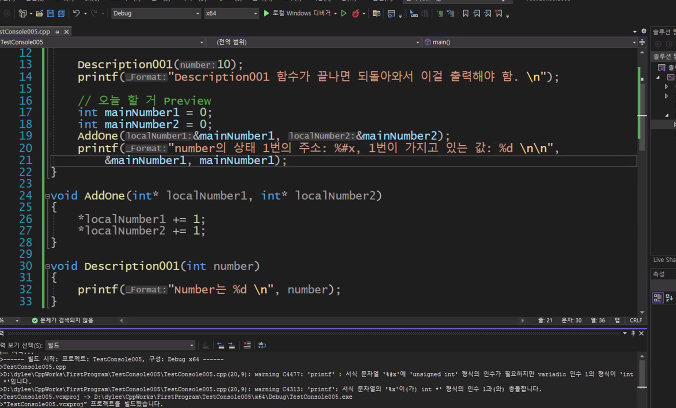 Debug
x64
로컬 Windows 디버거
TestConsole005
stConsole005.cpp
솔루션 탐
TestConsole005
(전역 범위)
main()
12
13 Description001(number:10);
14 printf(_Format:"Description001 함수가 끝나면 되돌아와서 이걸 출력해야 함. \n");
15
16 // 오늘 할 거 Preview
17 int mainNumber1 = 0;
18 int mainNumber2 = 0;
19 AddOne(localNumber1:&mainNumber1, localNumber2:&mainNumber2);
20 printf(_Format:"number의 상태 1번의 주소: %#x, 1번이 가지고 있는 값: %d \n\n",
21 &mainNumber1, mainNumber1);
22 }
23
24 void AddOne(int* localNumber1, int* localNumber2)
25 {
26 *localNumber1 += 1;
27 *localNumber2 += 1;
28 }
29
30 void Description001(int number)
31 {
32 printf(_Format:"Number는 %d \n", number);
33 }
Live Sha
% 문제가 검색되지 않음 줄: 21 문자: 30 열: 36 탭 CRLF
속성
력 보기 선택(S): 빌드
>------ 빌드 시작: 프로젝트: TestConsole005, 구성: Debug x64 ------
>TestConsole005.cpp
>D:\dylee\CppWorks\FirstProgram\TestConsole005\TestConsole005.cpp(20,9): warning C4477: 'printf' : 서식 문자열 '%#x'에 'unsigned int' 형식의 인수가 필요하지만 variadic 인수 1의 형식이 'int
*'입니다.
>D:\dylee\CppWorks\FirstProgram\TestConsole005\TestConsole005.cpp(20,9): warning C4313: 'printf': 서식 문자열의 '%x'이(가) int *' 형식의 인수 1과(와) 충돌합니다.
>TestConsole005.vcxproj -> D:\dylee\CppWorks\FirstProgram\TestConsole005\x64\Debug\TestConsole005.exe
>"TestConsole005.vcxproj" 프로젝트를 빌드했습니다.